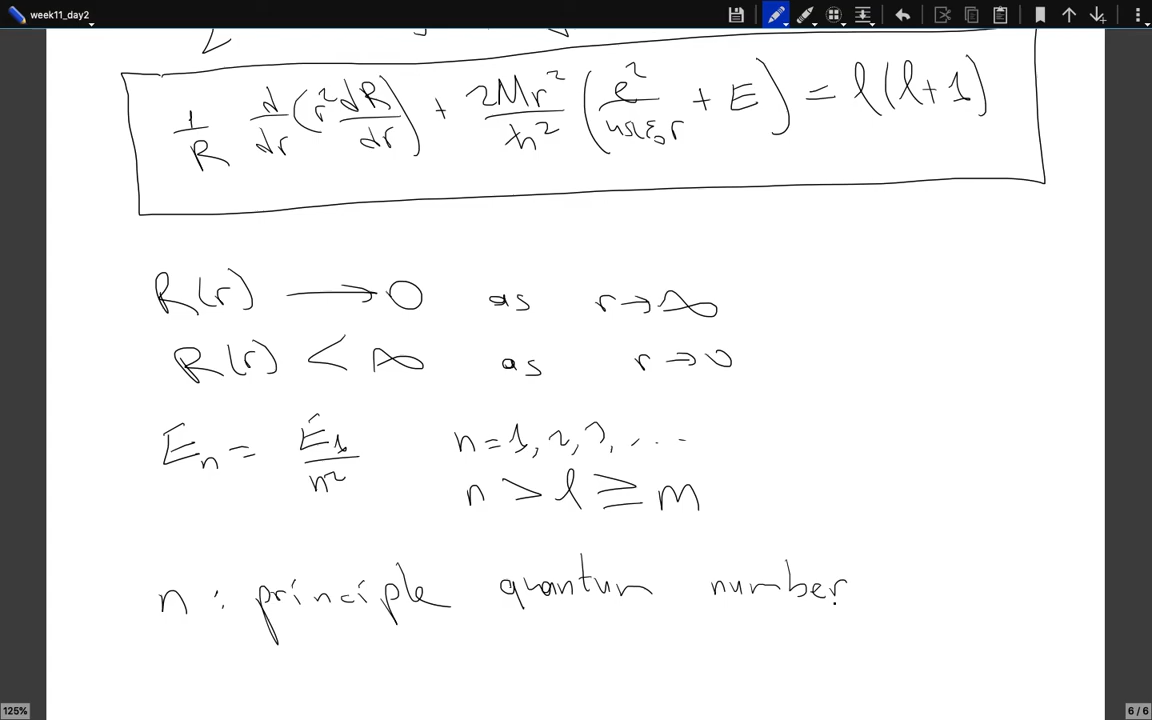 week11_day2
1/R d/dr (r² dR/dr) + 2Mr²/ħ² (e²/4πε₀r + E) = l(l+1)
R(r) → 0 as r→∞
R(r) < ∞ as r→0
Eₙ = E₁/n² n=1,2,3,...
n > l ≥ m
n : principle quantum number
125%
6 / 6